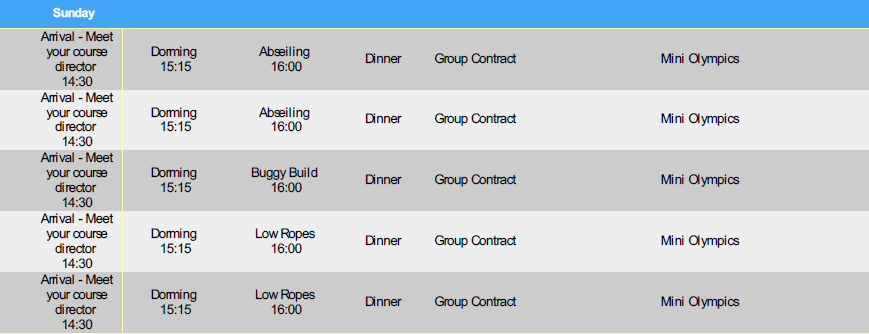 Sunday
Arrival - Meet
your course
director
14:30
Dorming
15:15
Abseiling
16:00
Dinner
Group Contract
Mini Olympics
Arrival - Meet
your course
director
14:30
Dorming
15:15
Abseiling
16:00
Dinner
Group Contract
Mini Olympics
Arrival - Meet
your course
director
14:30
Dorming
15:15
Buggy Build
16:00
Dinner
Group Contract
Mini Olympics
Arrival - Meet
your course
director
14:30
Dorming
15:15
Low Ropes
16:00
Dinner
Group Contract
Mini Olympics
Arrival - Meet
your course
director
14:30
Dorming
15:15
Low Ropes
16:00
Dinner
Group Contract
Mini Olympics